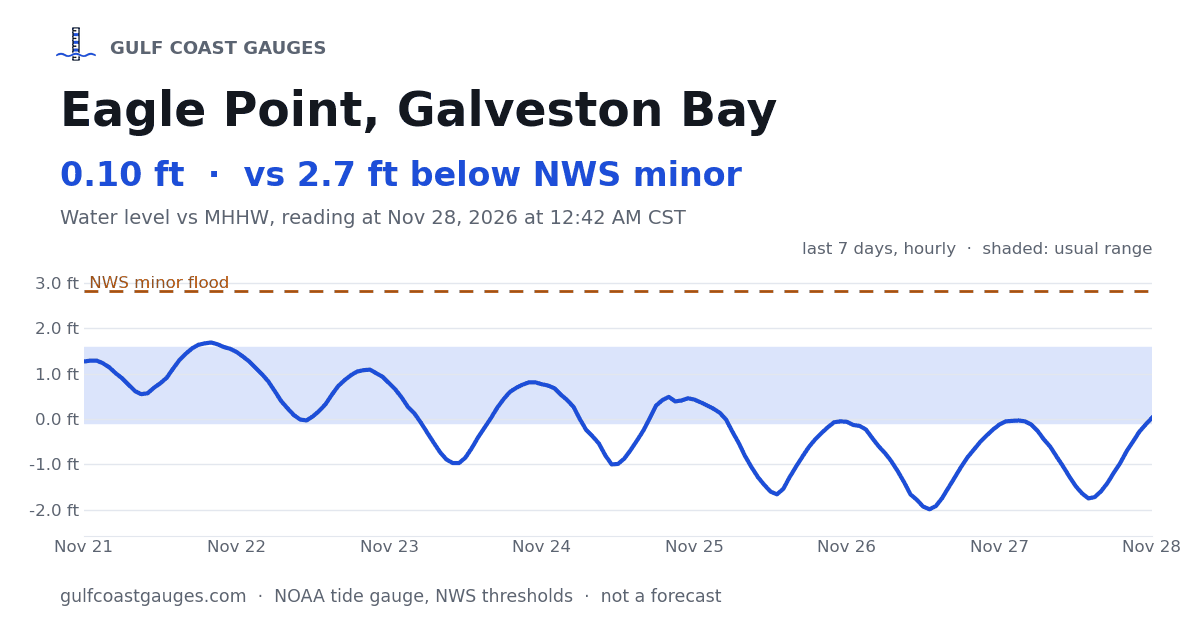 GULF COAST GAUGES
Eagle Point, Galveston Bay
0.10 ft · vs 2.7 ft below NWS minor
Water level vs MHHW, reading at Nov 28, 2026 at 12:42 AM CST
last 7 days, hourly · shaded: usual range
3.0 ft
NWS minor flood
2.0 ft
1.0 ft
0.0 ft
-1.0 ft
-2.0 ft
Nov 21 Nov 22 Nov 23 Nov 24 Nov 25 Nov 26 Nov 27 Nov 28
gulfcoastgauges.com · NOAA tide gauge, NWS thresholds · not a forecast